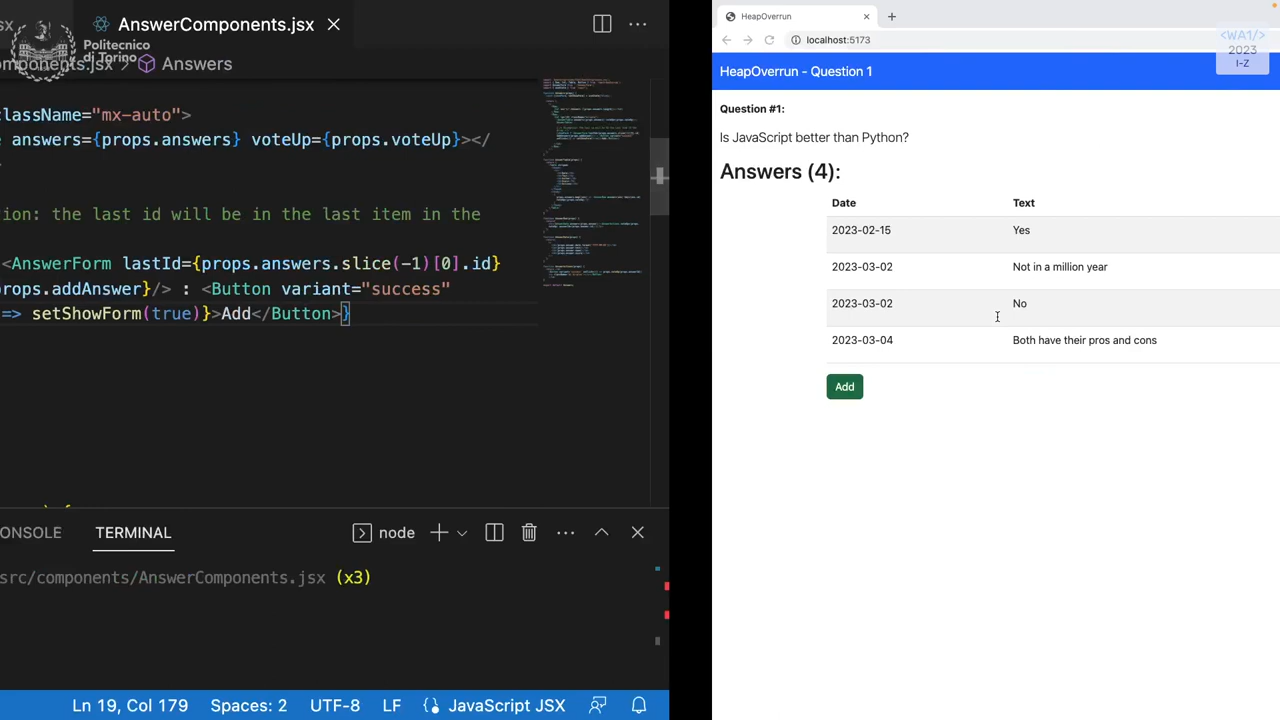 sx
AnswerComponents.jsx
Politecnico
di Torino
omponents.jsx
Answers
className="mx-auto">
e answers={props.answers} voteUp={props.voteUp}></
tion: the last id will be in the last item in the
<AnswerForm lastId={props.answers.slice(-1)[0].id}
props.addAnswer}/> : <Button variant="success"
=> setShowForm(true)}>Add</Button>}
ONSOLE
TERMINAL
node
src/components/AnswerComponents.jsx (x3)
Ln 19, Col 179
Spaces: 2
UTF-8
LF
JavaScript JSX
HeapOverrun
localhost:5173
<WA1/>
2023
I-Z
HeapOverrun - Question 1
Question #1:
Is JavaScript better than Python?
Answers (4):
Date Text
2023-02-15 Yes
2023-03-02 Not in a million year
2023-03-02 No
2023-03-04 Both have their pros and cons
Add